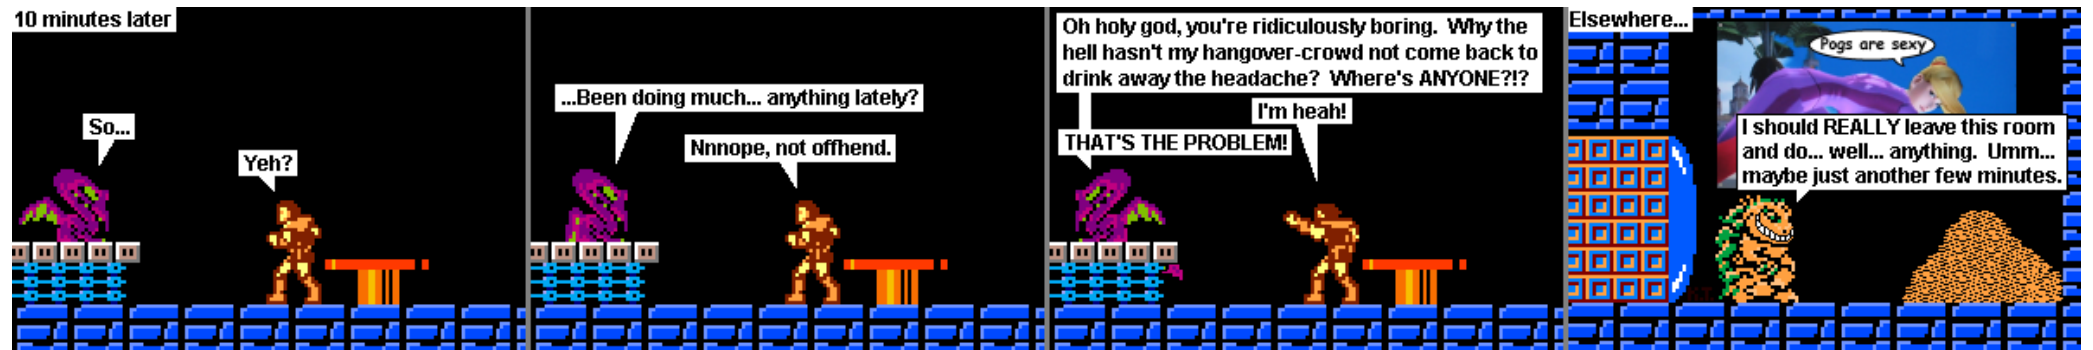 10 minutes later
So...
Yeh?
...Been doing much... anything lately?
Nnnope, not offhend.
Oh holy god, you're ridiculously boring.  Why the
hell hasn't my hangover-crowd not come back to
drink away the headache?  Where's ANYONE?!?
I'm heah!
THAT'S THE PROBLEM!
Elsewhere...
Pogs are sexy
I should REALLY leave this room
and do... well... anything.  Umm...
maybe just another few minutes.